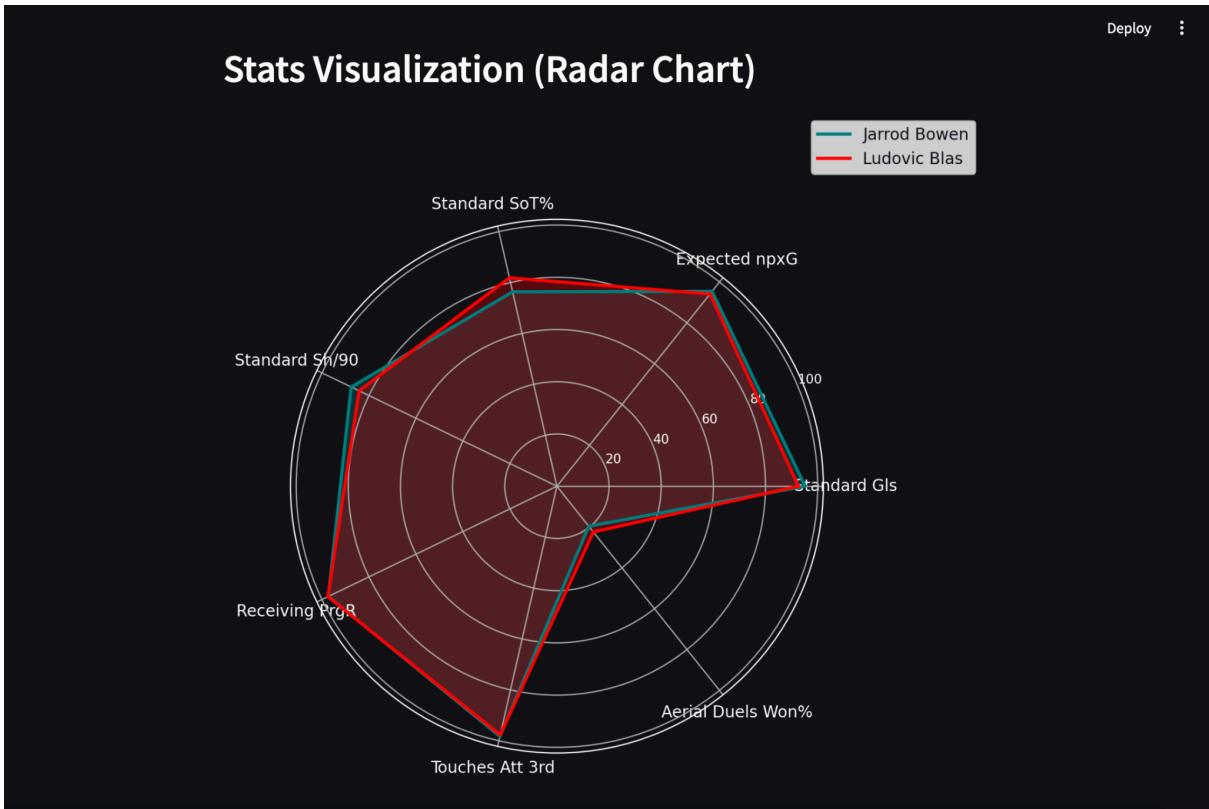 Deploy
Stats Visualization (Radar Chart)
Jarrod Bowen
Ludovic Blas
Standard SoT%
Expected npxG
Standard Sh/90
100
80
60
40
20
Standard Gls
Receiving PrgR
Aerial Duels Won%
Touches Att 3rd